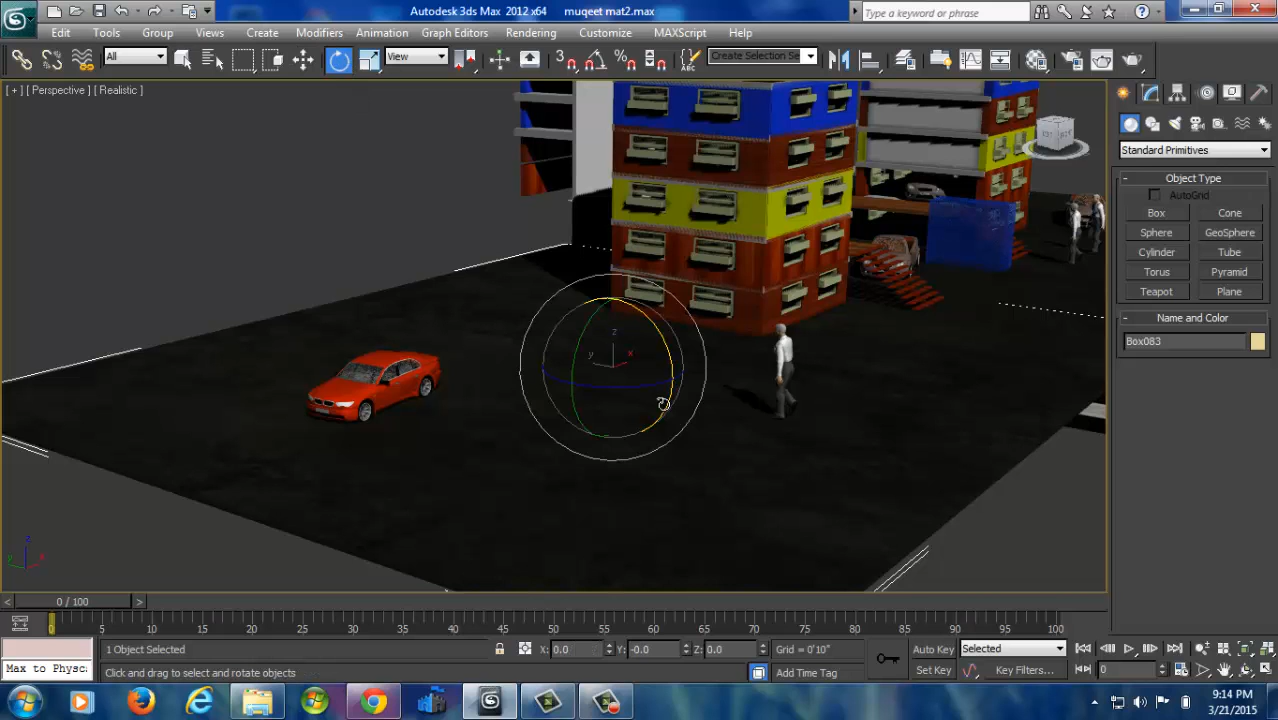 Autodesk 3ds Max 2012 x64 muqeet mat2.max
Type a keyword or phrase
Edit Tools Group Views Create Modifiers Animation Graph Editors Rendering Customize MAXScript Help
All View Create Selection Se
[ + ] [ Perspective ] [ Realistic ]
Standard Primitives
- Object Type
AutoGrid
Box Cone
Sphere GeoSphere
Cylinder Tube
Torus Pyramid
Teapot Plane
- Name and Color
Box083
z
y x
z
y x
< 0 / 100 >
0 5 10 15 20 25 30 35 40 45 50 55 60 65 70 75 80 85 90 95 100
1 Object Selected X: 0.0 Y: -0.0 Z: 0.0 Grid = 0'10" Auto Key Selected
Max to Physc. Click and drag to select and rotate objects Add Time Tag Set Key Key Filters... 0
9:14 PM
3/21/2015